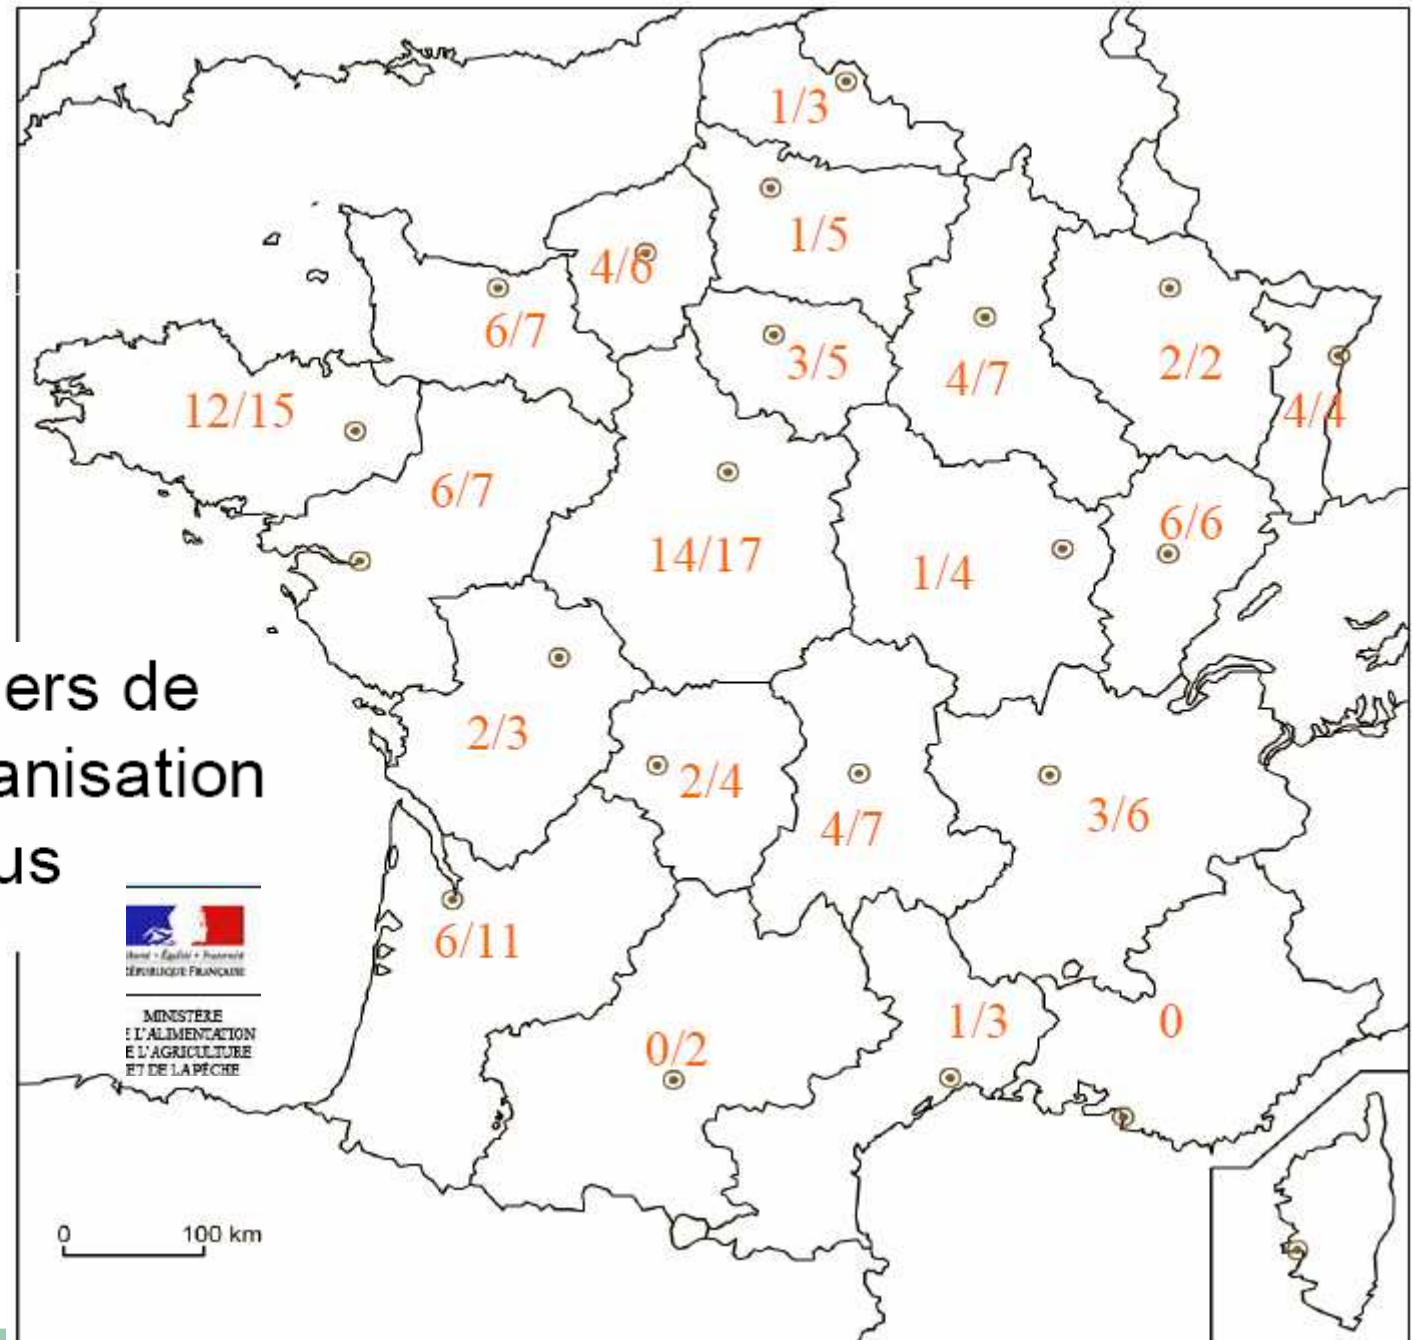 1/3
1/5
4/6
6/7
3/5
4/7
2/2
4/4
12/15
6/7
14/17
1/4
6/6
ers de
anisation
us
2/3
2/4
4/7
3/6
6/11
RÉPUBLIQUE FRANÇAISE
MINISTÈRE
E L'ALIMENTATION
E L'AGRICULTURE
ET DE LA PÊCHE
0/2
1/3
0
0
100 km